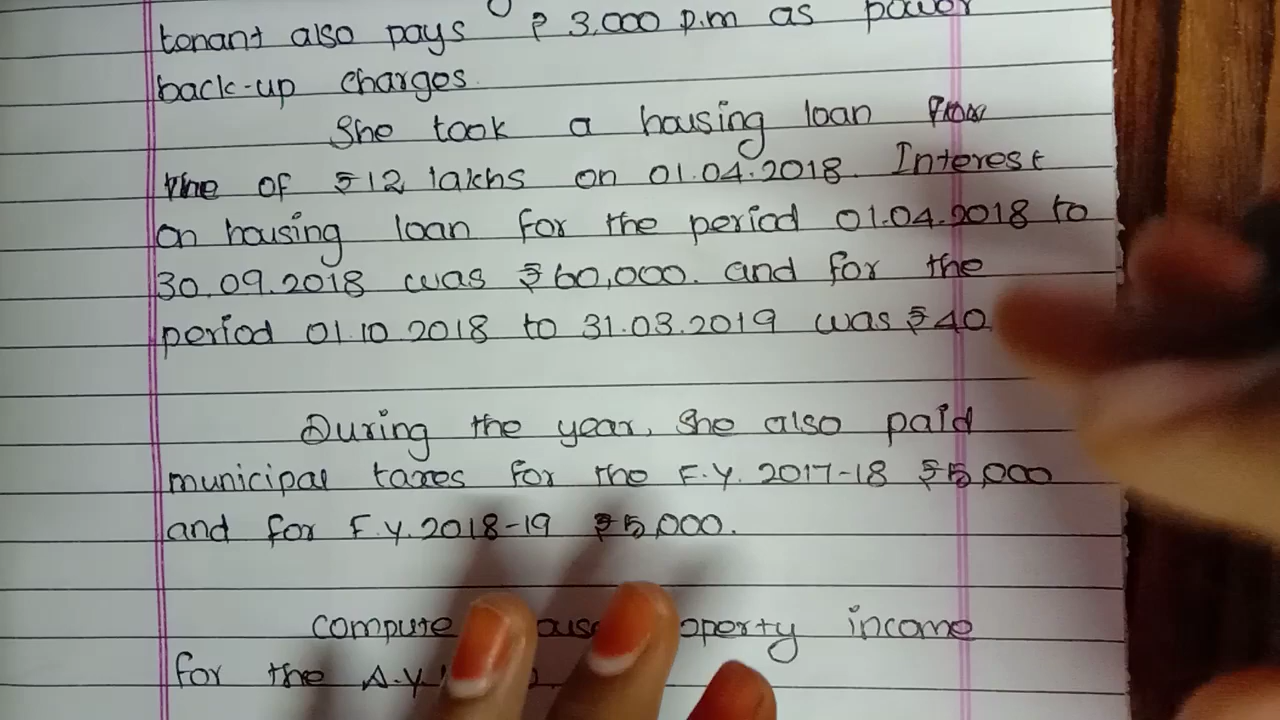 tenant also pays ₹ 3,000 p.m as power
back-up charges.
She took a housing loan
of ₹12 lakhs on 01.04.2018. Interest
on housing loan for the period 01.04.2018 to
30.09.2018 was ₹60,000. and for the
period 01.10.2018 to 31.03.2019 was ₹40
During the year, she also paid
municipal taxes for the F.Y. 2017-18 ₹5,000
and for F.Y.2018-19 ₹5,000.
compute income
for the A.Y